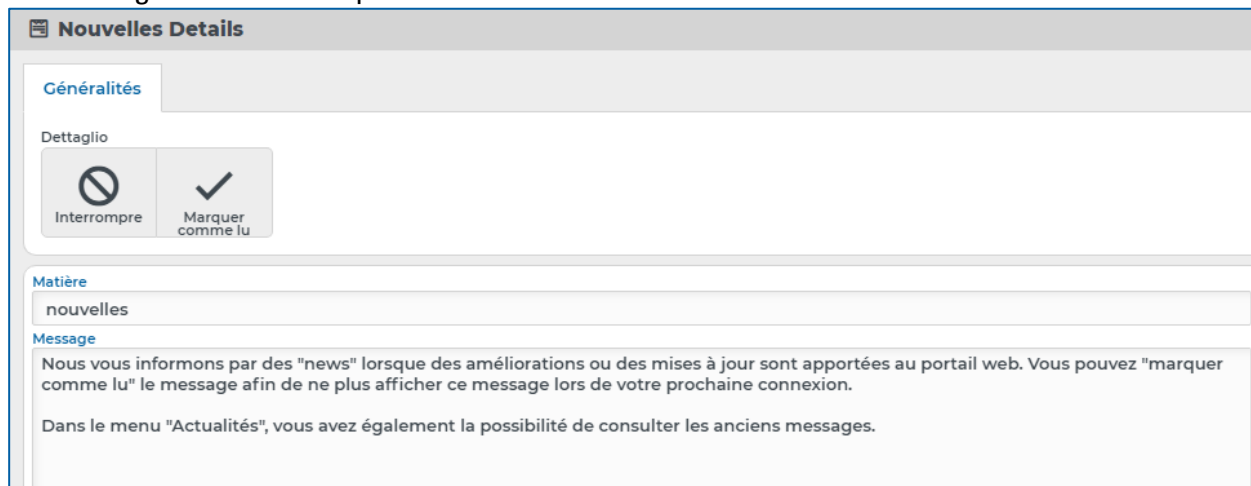 Nouvelles Details
Généralités
Dettaglio
Interrompre
Marquer
comme lu
Matière
nouvelles
Message
Nous vous informons par des "news" lorsque des améliorations ou des mises à jour sont apportées au portail web. Vous pouvez "marquer
comme lu" le message afin de ne plus afficher ce message lors de votre prochaine connexion.
Dans le menu "Actualités", vous avez également la possibilité de consulter les anciens messages.